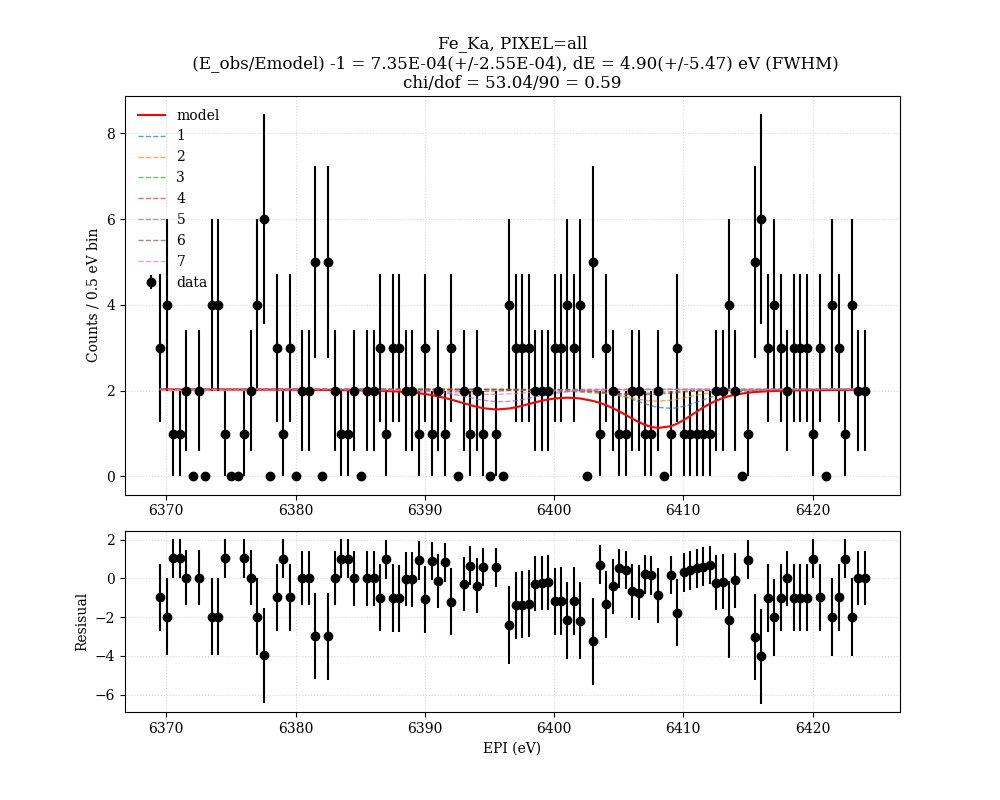 Fe_Ka, PIXEL=all
(E_obs/Emodel) -1 = 7.35E-04(+/-2.55E-04), dE = 4.90(+/-5.47) eV (FWHM)
chi/dof = 53.04/90 = 0.59
model
1
2
3
4
5
6
7
data
Counts / 0.5 eV bin
8
6
4
2
0
6370 6380 6390 6400 6410 6420
Resisual
2
0
−2
−4
−6
6370 6380 6390 6400 6410 6420
EPI (eV)